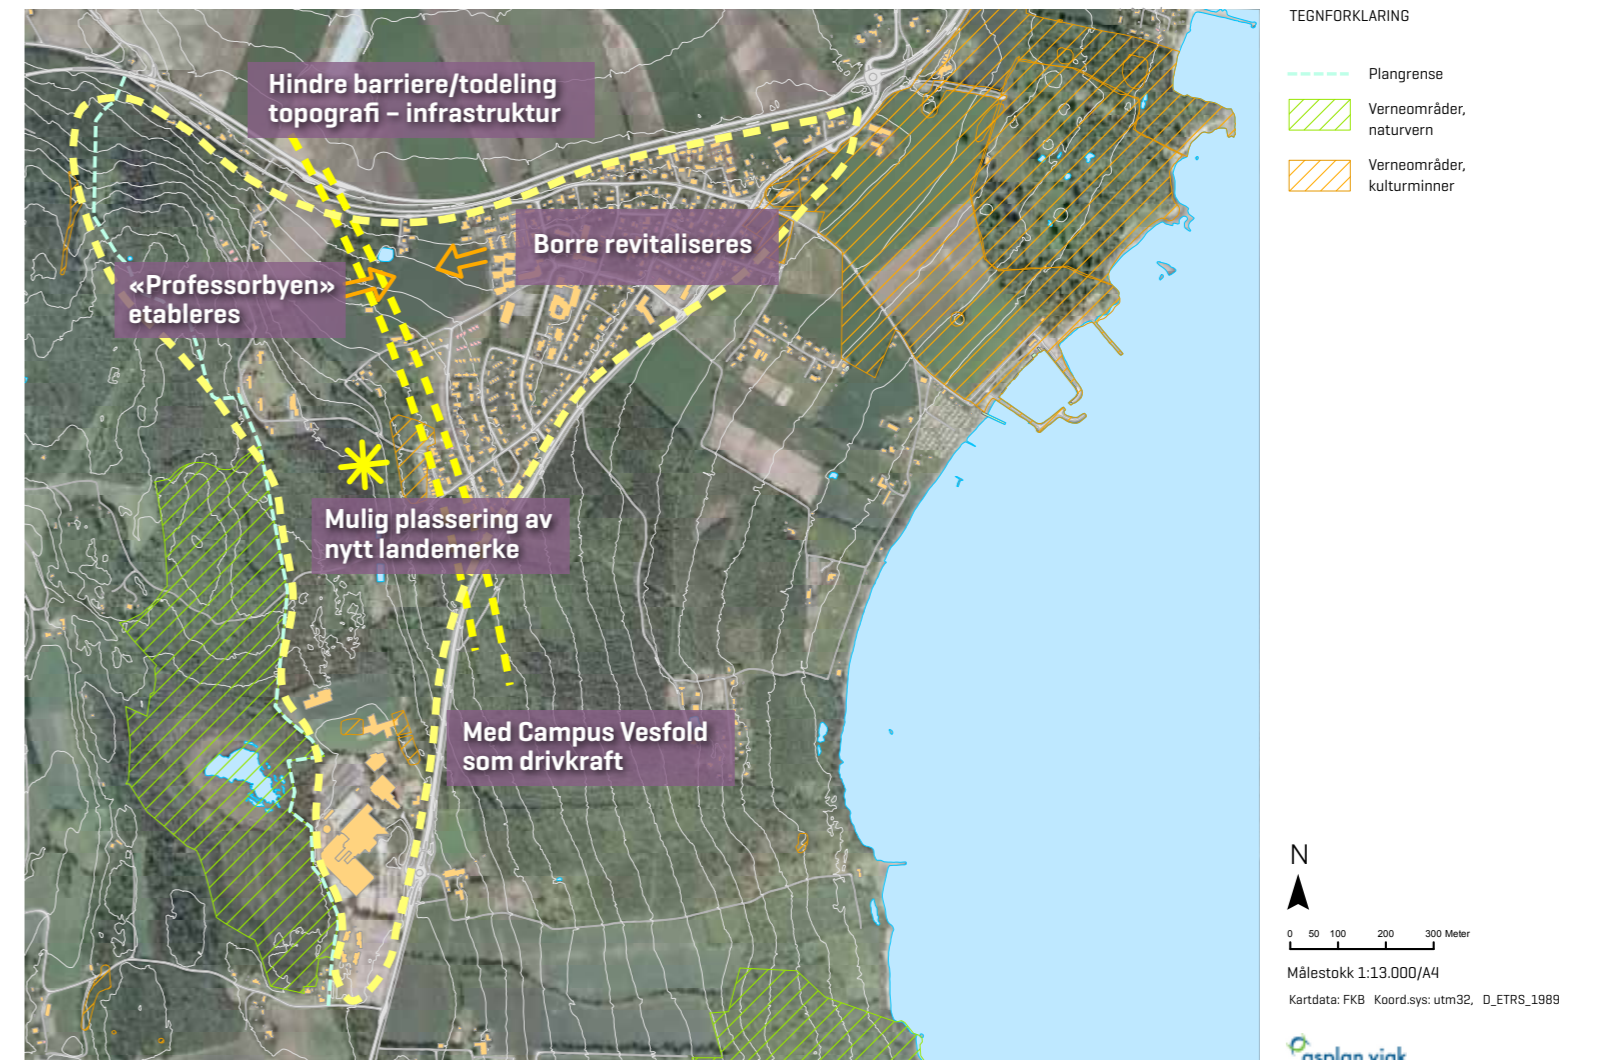 Hindre barriere/todeling
topografi – infrastruktur
Borre revitaliseres
«Professorbyen»
etableres
Mulig plassering av
nytt landemerke
Med Campus Vesfold
som drivkraft
TEGNFORKLARING
Plangrense
Verneområder,
naturvern
Verneområder,
kulturminner
N
0 50 100 200 300 Meter
Målestokk 1:13.000/A4
Kartdata: FKB Koord.sys: utm32, D_ETRS_1989
asplan viak